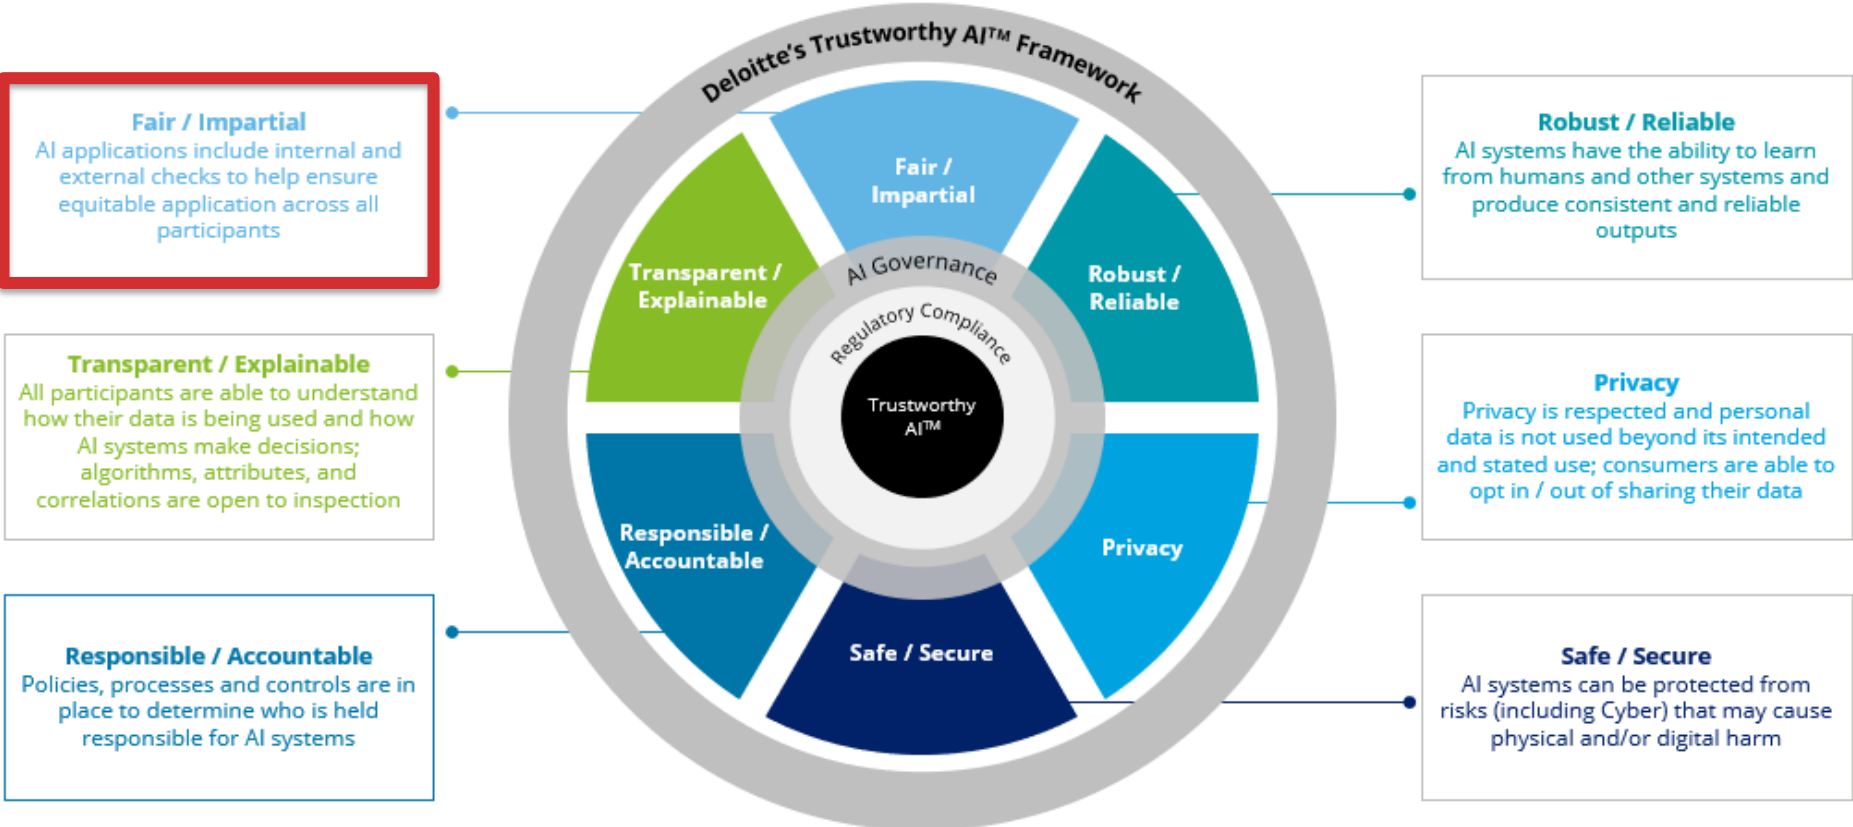 Deloitte's Trustworthy AI™ Framework
Fair / Impartial
AI applications include internal and
external checks to help ensure
equitable application across all
participants
Transparent / Explainable
All participants are able to understand
how their data is being used and how
AI systems make decisions;
algorithms, attributes, and
correlations are open to inspection
Responsible / Accountable
Policies, processes and controls are in
place to determine who is held
responsible for AI systems
Fair /
Impartial
Transparent /
Explainable
Robust /
Reliable
AI Governance
Regulatory Compliance
Trustworthy
AI™
Responsible /
Accountable
Privacy
Safe / Secure
Robust / Reliable
AI systems have the ability to learn
from humans and other systems and
produce consistent and reliable
outputs
Privacy
Privacy is respected and personal
data is not used beyond its intended
and stated use; consumers are able to
opt in / out of sharing their data
Safe / Secure
AI systems can be protected from
risks (including Cyber) that may cause
physical and/or digital harm